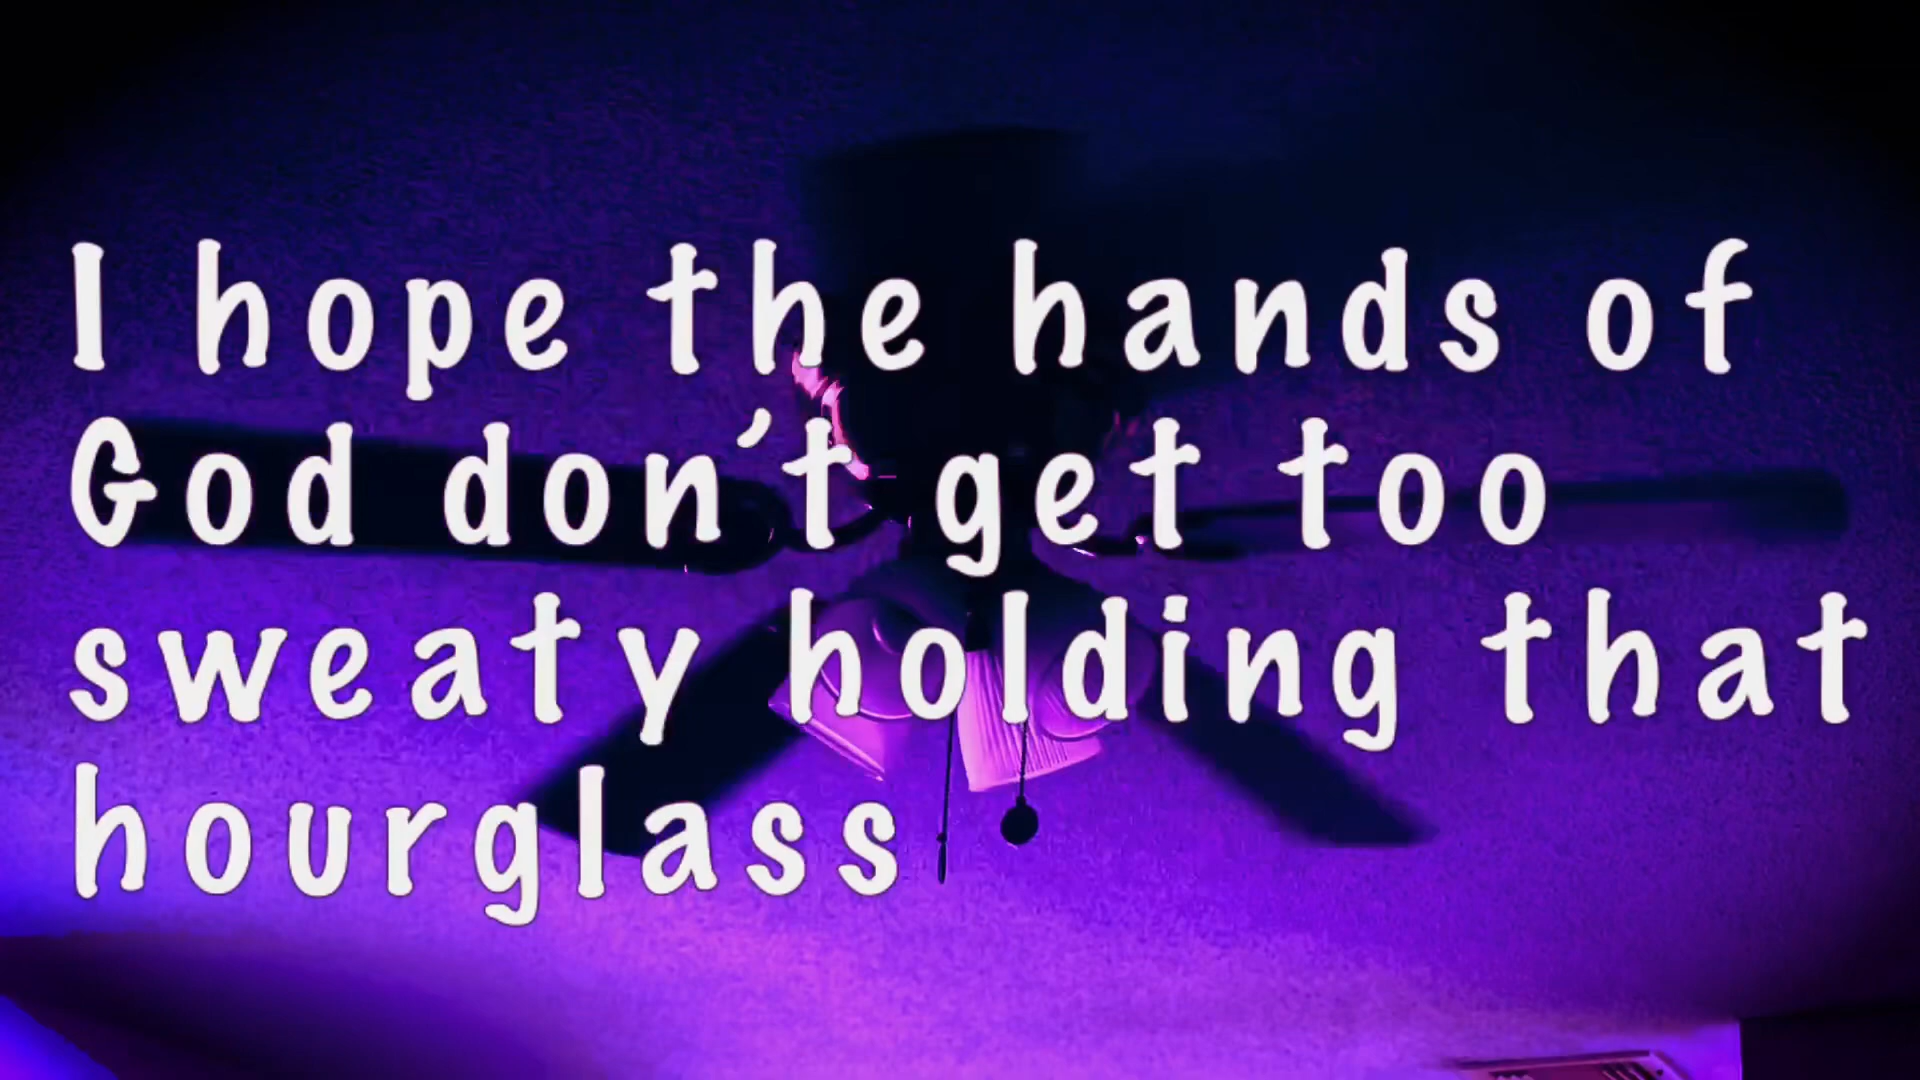 I hope the hands of
God don't get too
sweaty holding that
hourglass